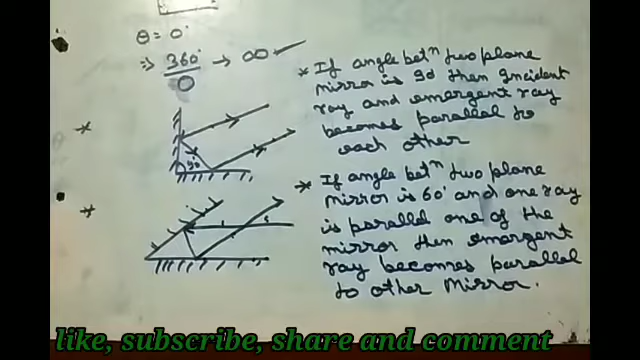 θ = 0°
⇒ 360°/0 → ∞
* If angle betⁿ two plane
mirror is 90 then Incident
ray and emergent ray
becomes parallel to
each other
90°
* If angle betⁿ two plane
mirror is 60° and one ray
is parallel one of the
mirror then emergent
ray becomes parallel
to other Mirror.
like, subscribe, share and comment